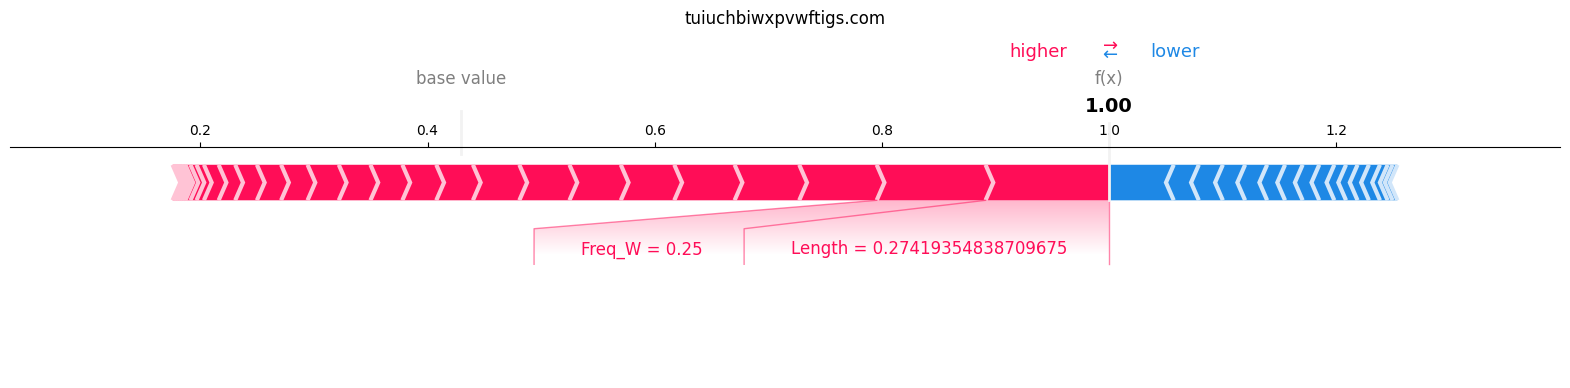 tuiuchbiwxpvwftigs.com
higher ⇄ lower
base value f(x)
1.00
0.2 0.4 0.6 0.8 1 0 1.2
Freq_W = 0.25 Length = 0.27419354838709675